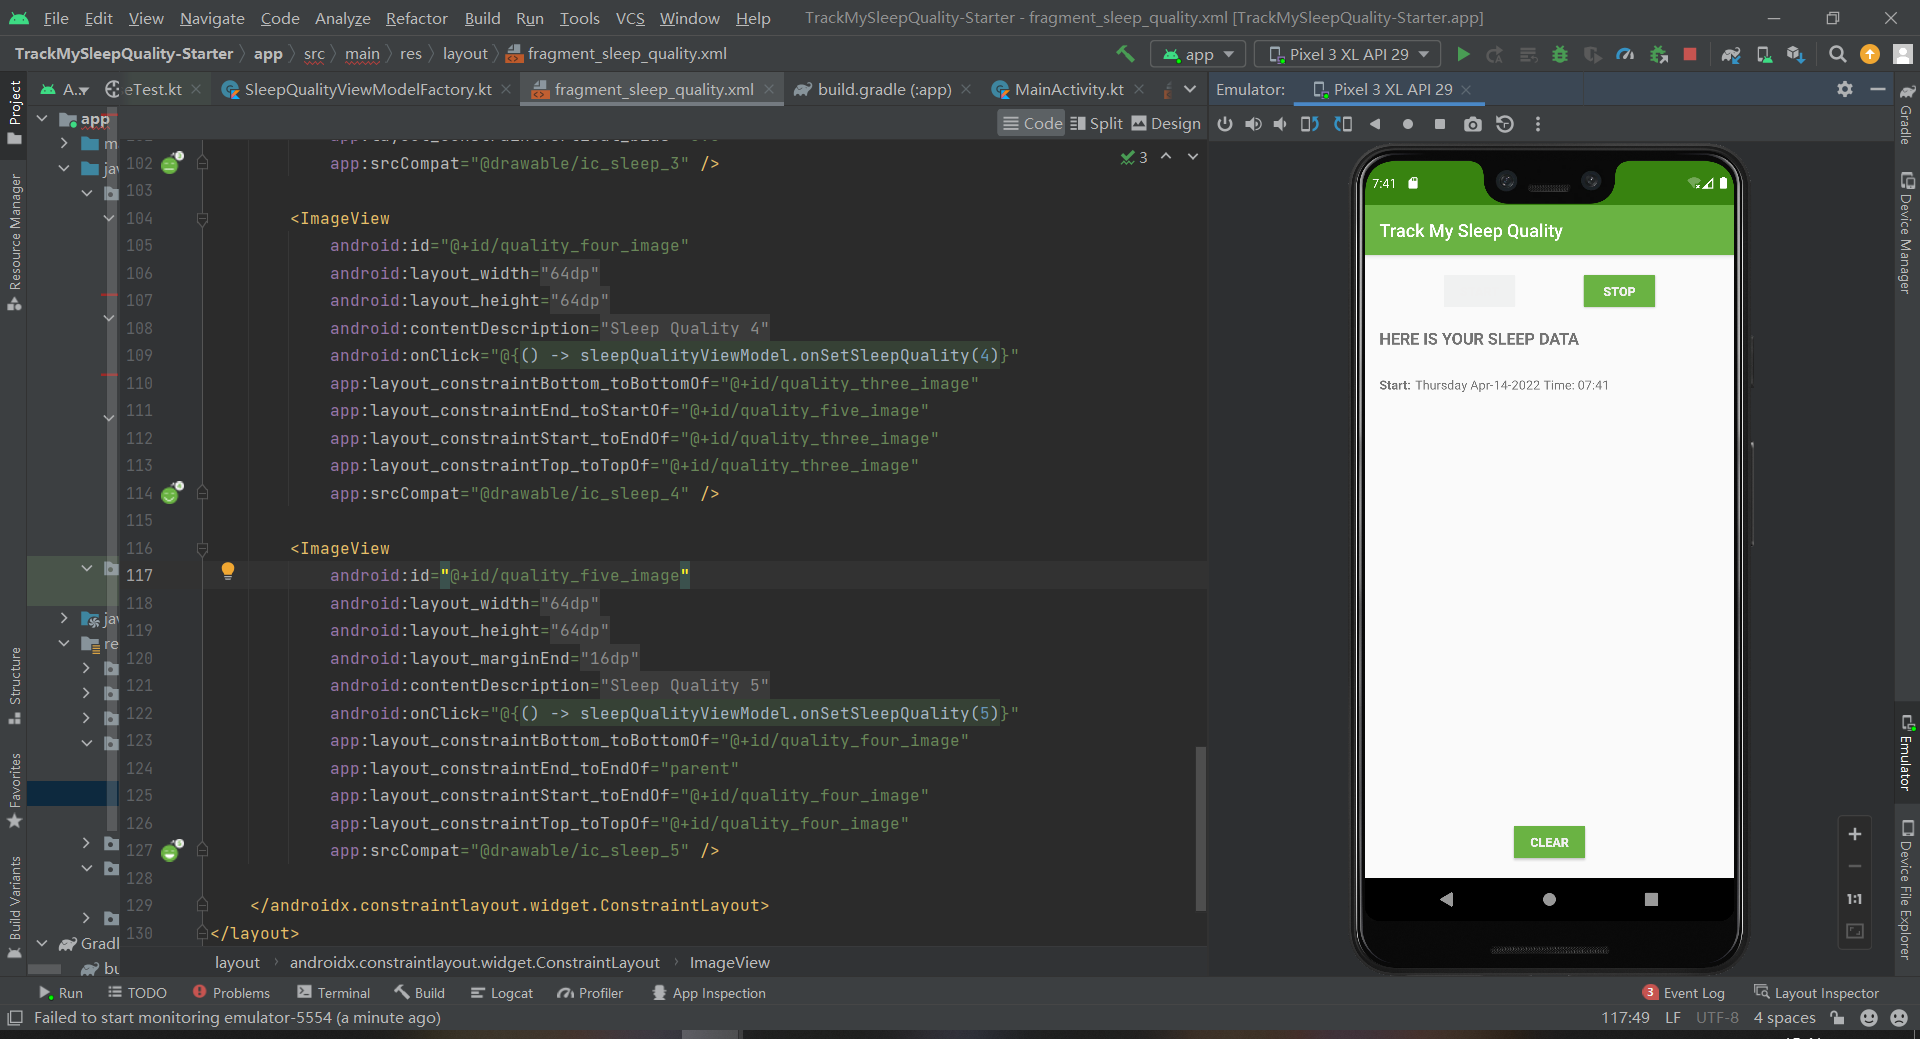 File Edit View Navigate Code Analyze Refactor Build Run Tools VCS Window Help TrackMySleepQuality-Starter - fragment_sleep_quality.xml [TrackMySleepQuality-Starter.app]
TrackMySleepQuality-Starter app src main res layout fragment_sleep_quality.xml app Pixel 3 XL API 29
Project A... eTest.kt SleepQualityViewModelFactory.kt fragment_sleep_quality.xml build.gradle (:app) MainActivity.kt Emulator: Pixel 3 XL API 29
app
Code Split Design
3
Resource Manager
Structure
Favorites
Build Variants
jav
re
Gradl
102 app:srcCompat="@drawable/ic_sleep_3" />
103
104 <ImageView
105 android:id="@+id/quality_four_image"
106 android:layout_width="64dp"
107 android:layout_height="64dp"
108 android:contentDescription="Sleep Quality 4"
109 android:onClick="@{() -> sleepQualityViewModel.onSetSleepQuality(4)}"
110 app:layout_constraintBottom_toBottomOf="@+id/quality_three_image"
111 app:layout_constraintEnd_toStartOf="@+id/quality_five_image"
112 app:layout_constraintStart_toEndOf="@+id/quality_three_image"
113 app:layout_constraintTop_toTopOf="@+id/quality_three_image"
114 app:srcCompat="@drawable/ic_sleep_4" />
115
116 <ImageView
117 android:id="@+id/quality_five_image"
118 android:layout_width="64dp"
119 android:layout_height="64dp"
120 android:layout_marginEnd="16dp"
121 android:contentDescription="Sleep Quality 5"
122 android:onClick="@{() -> sleepQualityViewModel.onSetSleepQuality(5)}"
123 app:layout_constraintBottom_toBottomOf="@+id/quality_four_image"
124 app:layout_constraintEnd_toEndOf="parent"
125 app:layout_constraintStart_toEndOf="@+id/quality_four_image"
126 app:layout_constraintTop_toTopOf="@+id/quality_four_image"
127 app:srcCompat="@drawable/ic_sleep_5" />
128
129 </androidx.constraintlayout.widget.ConstraintLayout>
130 </layout>
layout androidx.constraintlayout.widget.ConstraintLayout ImageView
7:41
Track My Sleep Quality
STOP
HERE IS YOUR SLEEP DATA
Start: Thursday Apr-14-2022 Time: 07:41
CLEAR
1:1
Gradle
Device Manager
Emulator
Device File Explorer
Run TODO Problems Terminal Build Logcat Profiler App Inspection 3 Event Log Layout Inspector
Failed to start monitoring emulator-5554 (a minute ago) 117:49 LF UTF-8 4 spaces